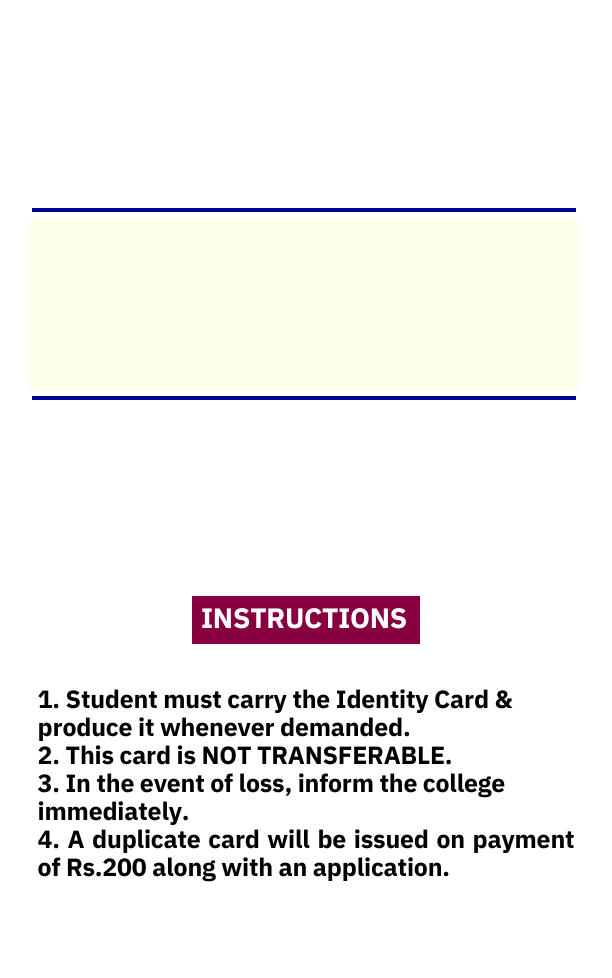 INSTRUCTIONS
1. Student must carry the Identity Card &
produce it whenever demanded.
2. This card is NOT TRANSFERABLE.
3. In the event of loss, inform the college
immediately.
4. A duplicate card will be issued on payment
of Rs.200 along with an application.